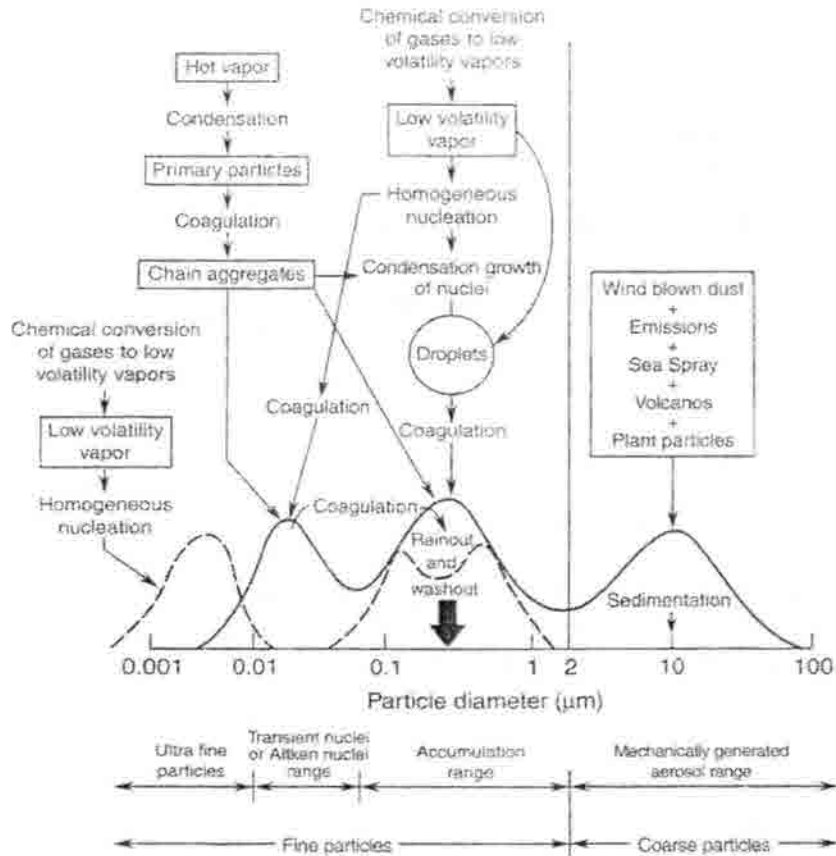 Chemical conversion
of gases to low
volatility vapors
Hot vapor
Condensation
Primary particles
Coagulation
Chain aggregates
Low volatility
vapor
Homogeneous
nucleation
Condensation growth
of nuclei
Droplets
Coagulation
Coagulation
Chemical conversion
of gases to low
volatility vapors
Low volatility
vapor
Homogeneous
nucleation
Wind blown dust
+
Emissions
+
Sea Spray
+
Volcanos
+
Plant particles
Coagulation
Rainout
and
washout
Sedimentation
0.001 0.01 0.1 1 2 10 100
Particle diameter (μm)
Ultra fine
particles
Transient nuclei
or Aitken nuclei
range
Accumulation
range
Mechanically generated
aerosol range
Fine particles
Coarse particles